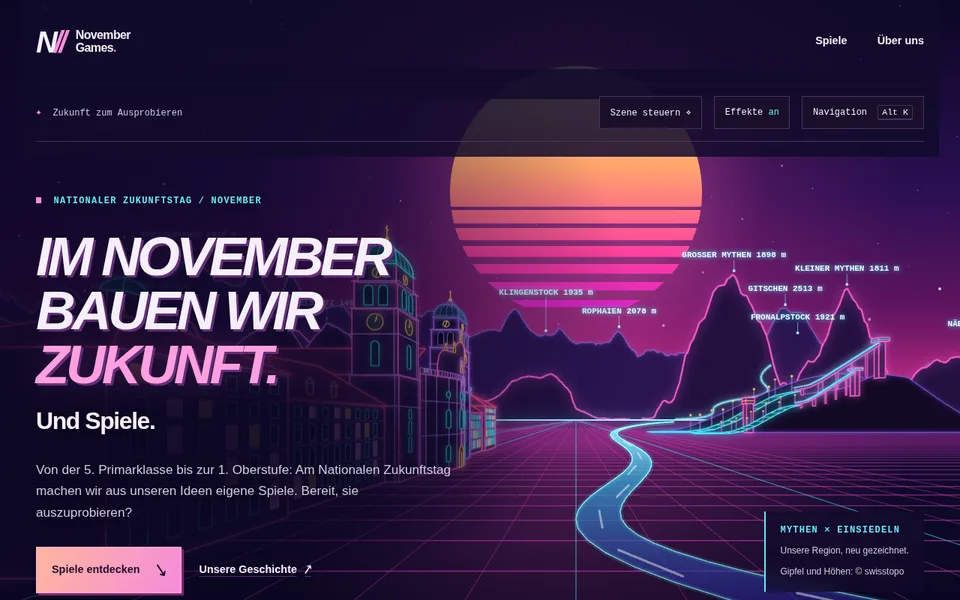 November
Games.
Spiele
Über uns
Zukunft zum Ausprobieren
Szene steuern
Effekte an
Navigation Alt K
NATIONALER ZUKUNFTSTAG / NOVEMBER
IM NOVEMBER
BAUEN WIR
ZUKUNFT.
Und Spiele.
Von der 5. Primarklasse bis zur 1. Oberstufe: Am Nationalen Zukunftstag
machen wir aus unseren Ideen eigene Spiele. Bereit, sie
auszuprobieren?
Spiele entdecken
Unsere Geschichte
GROSSER MYTHEN 1898 m
KLEINER MYTHEN 1811 m
GITSCHEN 2513 m
KLINGENSTOCK 1935 m
ROPHAIEN 2078 m
FRONALPSTOCK 1921 m
MYTHEN × EINSIEDELN
Unsere Region, neu gezeichnet.
Gipfel und Höhen: © swisstopo